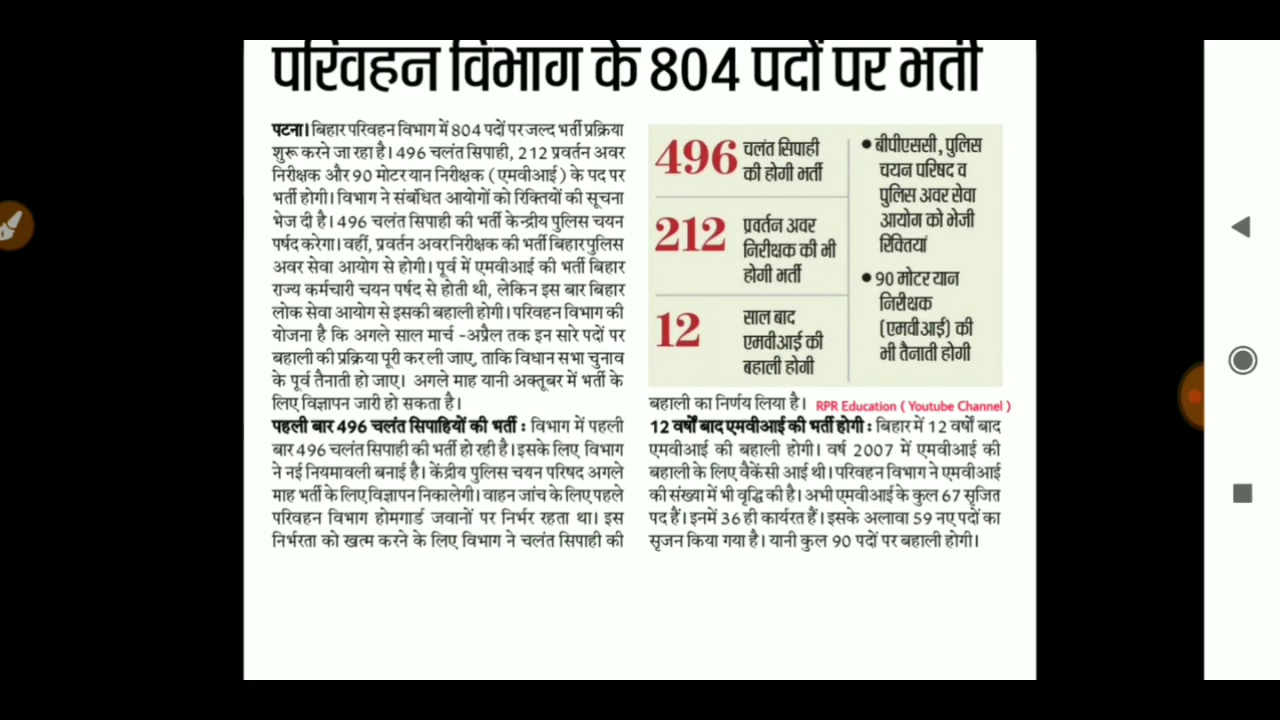 परिवहन विभाग के 804 पदों पर भर्ती
पटना। बिहार परिवहन विभाग में 804 पदों पर जल्द भर्ती प्रक्रिया
शुरू करने जा रहा है। 496 चलंत सिपाही, 212 प्रवर्तन अवर
निरीक्षक और 90 मोटरयान निरीक्षक ( एमवीआई ) के पद पर
भर्ती होगी। विभाग ने संबंधित आयोगों को रिक्तियों की सूचना
भेज दी है। 496 चलंत सिपाही की भर्ती केन्द्रीय पुलिस चयन
पर्षद करेगा। वहीं, प्रवर्तन अवर निरीक्षक की भर्ती बिहार पुलिस
अवर सेवा आयोग से होगी। पूर्व में एमवीआई की भर्ती बिहार
राज्य कर्मचारी चयन पर्षद से होती थी, लेकिन इस बार बिहार
लोक सेवा आयोग से इसकी बहाली होगी। परिवहन विभाग की
योजना है कि अगले साल मार्च -अप्रैल तक इन सारे पदों पर
बहाली की प्रक्रिया पूरी कर ली जाए, ताकि विधान सभा चुनाव
के पूर्व तैनाती हो जाए। अगले माह यानी अक्तूबर में भर्ती के
लिए विज्ञापन जारी हो सकता है।
पहली बार 496 चलंत सिपाहियों की भर्ती : विभाग में पहली
बार 496 चलंत सिपाही की भर्ती हो रही है। इसके लिए विभाग
ने नई नियमावली बनाई है। केंद्रीय पुलिस चयन परिषद अगले
माह भर्ती के लिए विज्ञापन निकालेगी। वाहन जांच के लिए पहले
परिवहन विभाग होमगार्ड जवानों पर निर्भर रहता था। इस
निर्भरता को खत्म करने के लिए विभाग ने चलंत सिपाही की
496 चलंत सिपाही
की होगी भर्ती
212 प्रवर्तन अवर
निरीक्षक की भी
होगी भर्ती
12 साल बाद
एमवीआई की
बहाली होगी
• बीपीएससी, पुलिस
चयन परिषद व
पुलिस अवर सेवा
आयोग को भेजी
रिक्तियां
• 90 मोटर यान
निरीक्षक
(एमवीआई) की
भी तैनाती होगी
बहाली का निर्णय लिया है। RPR Education ( Youtube Channel )
12 वर्षों बाद एमवीआई की भर्ती होगी : बिहार में 12 वर्षों बाद
एमवीआई की बहाली होगी। वर्ष 2007 में एमवीआई की
बहाली के लिए वैकेंसी आई थी। परिवहन विभाग ने एमवीआई
की संख्या में भी वृद्धि की है। अभी एमवीआई के कुल 67 सृजित
पद हैं। इनमें 36 ही कार्यरत हैं। इसके अलावा 59 नए पदों का
सृजन किया गया है। यानी कुल 90 पदों पर बहाली होगी।